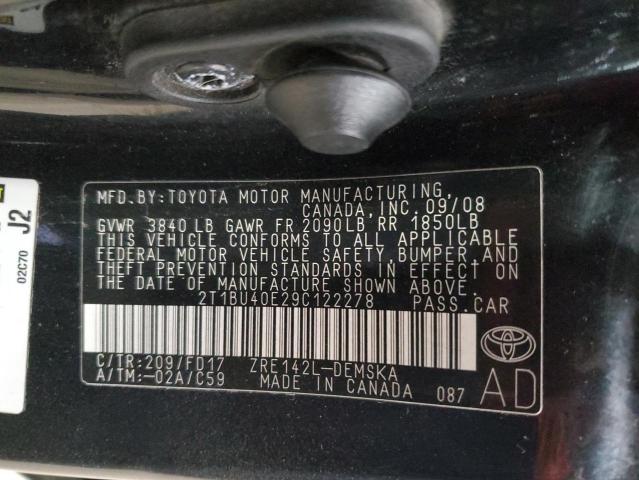 MFD.BY:TOYOTA MOTOR MANUFACTURING,
CANADA,INC. 09/08
GVWR 3840LB GAWR FR 2090LB RR 1850LB
THIS VEHICLE CONFORMS TO ALL APPLICABLE
FEDERAL MOTOR VEHICLE SAFETY,BUMPER,AND
THEFT PREVENTION STANDARDS IN EFFECT ON
THE DATE OF MANUFACTURE SHOWN ABOVE.
2T1BU40E29C122278 PASS.CAR
C/TR:209/FD17 ZRE142L-DEMSKA
A/TM:-02A/C59 MADE IN CANADA 087 AD
J2
02C70